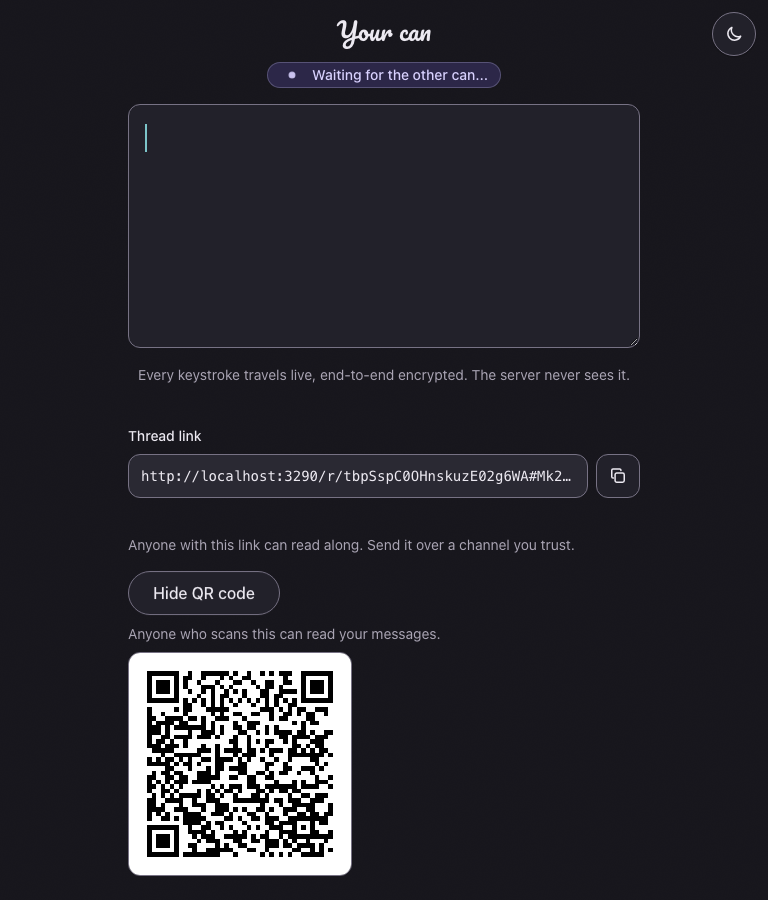 Your can
Waiting for the other can...
Every keystroke travels live, end-to-end encrypted. The server never sees it.
Thread link
http://localhost:3290/r/tbpSspC0OHnskuzE02g6WA#Mk2…
Anyone with this link can read along. Send it over a channel you trust.
Hide QR code
Anyone who scans this can read your messages.